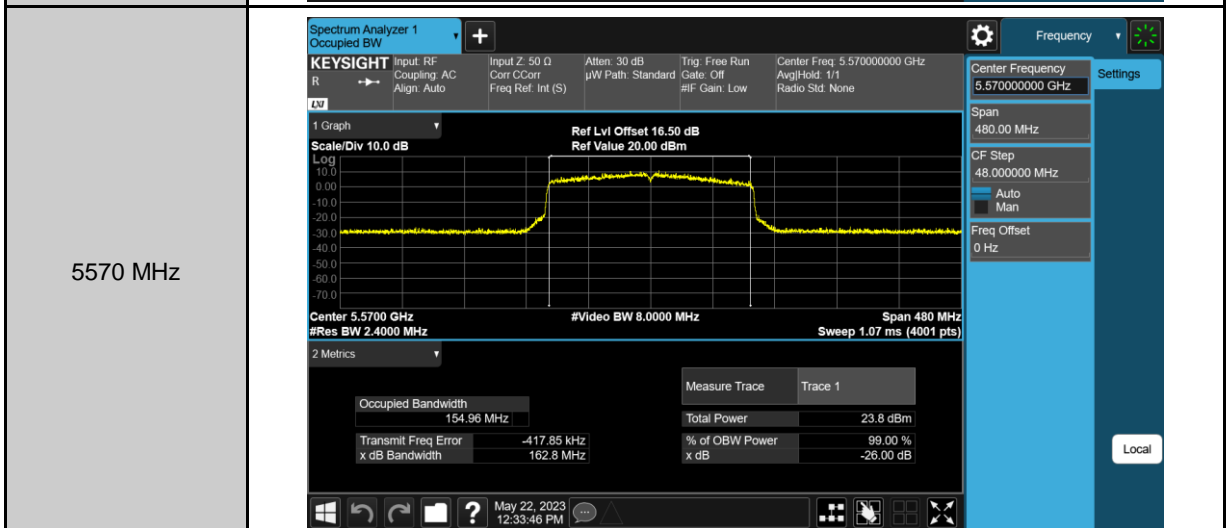 5570 MHz
Spectrum Analyzer 1
Occupied BW
+
Frequency
KEYSIGHT
R
LXI
Input: RF
Coupling: AC
Align: Auto
Input Z: 50 Ω
Corr CCorr
Freq Ref: Int (S)
Atten: 30 dB
µW Path: Standard
Trig: Free Run
Gate: Off
#IF Gain: Low
Center Freq: 5.570000000 GHz
Avg|Hold: 1/1
Radio Std: None
Center Frequency
5.570000000 GHz
Settings
Span
480.00 MHz
CF Step
48.000000 MHz
Auto
Man
Freq Offset
0 Hz
Local
1 Graph
Scale/Div 10.0 dB
Ref Lvl Offset 16.50 dB
Ref Value 20.00 dBm
Log
10.0
0.00
-10.0
-20.0
-30.0
-40.0
-50.0
-60.0
-70.0
Center 5.5700 GHz
#Video BW 8.0000 MHz
Span 480 MHz
#Res BW 2.4000 MHz
Sweep 1.07 ms (4001 pts)
2 Metrics
Measure Trace Trace 1
Occupied Bandwidth
154.96 MHz
Total Power 23.8 dBm
Transmit Freq Error -417.85 kHz
% of OBW Power 99.00 %
x dB Bandwidth 162.8 MHz
x dB -26.00 dB
?
May 22, 2023
12:33:46 PM